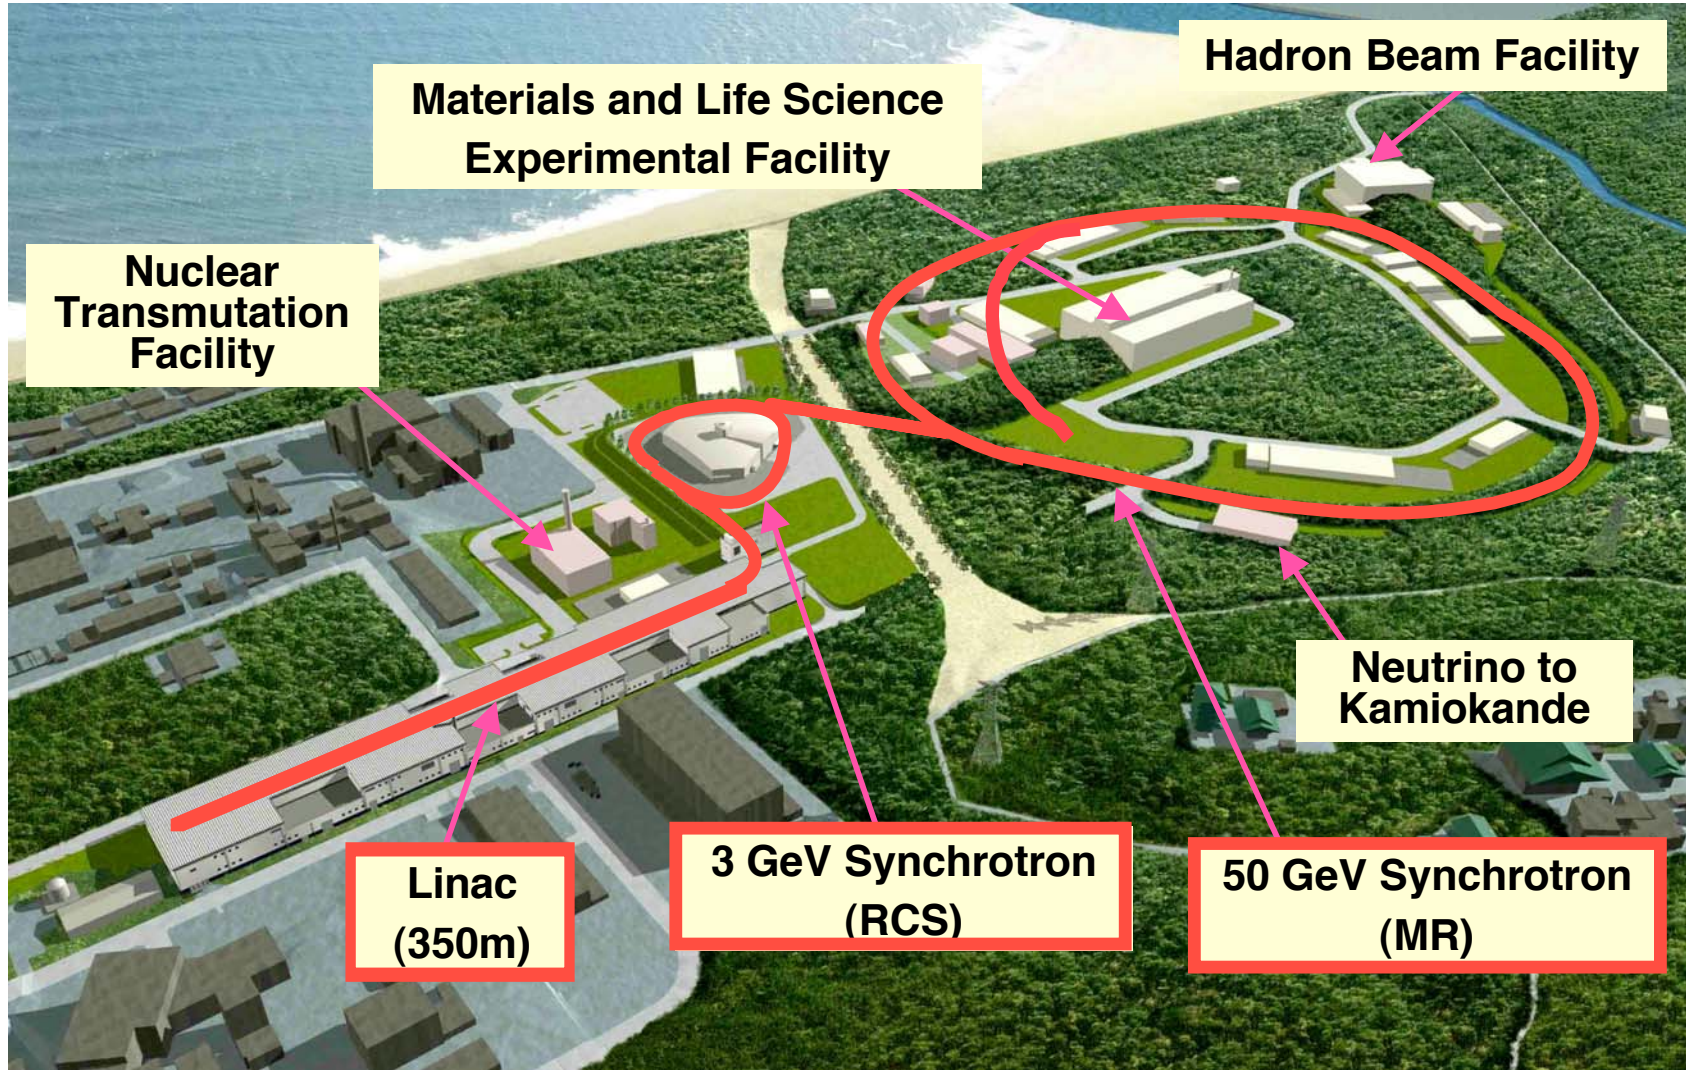 Hadron Beam Facility
Materials and Life Science
Experimental Facility
Nuclear
Transmutation
Facility
Neutrino to
Kamiokande
Linac
(350m)
3 GeV Synchrotron
(RCS)
50 GeV Synchrotron
(MR)